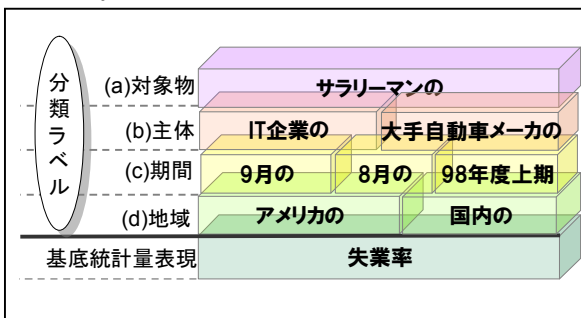 分類ラベル
(a)対象物 サラリーマンの
(b)主体 IT企業の 大手自動車メーカの
(c)期間 9月の 8月の 98年度上期
(d)地域 アメリカの 国内の
基底統計量表現 失業率